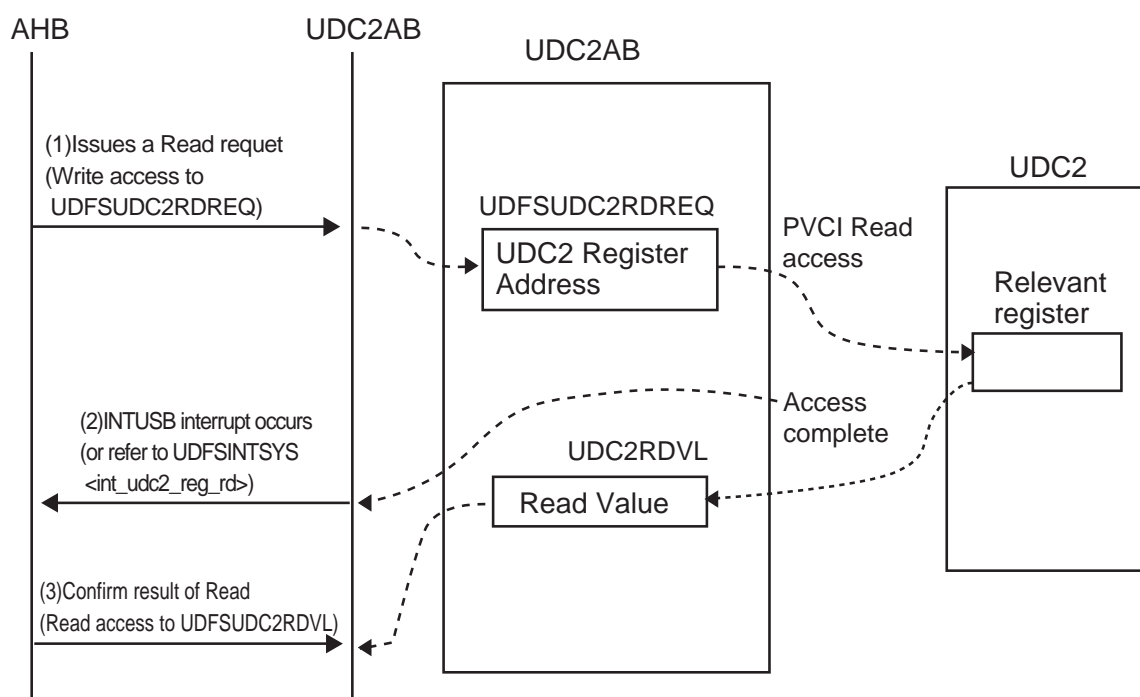 AHB
UDC2AB
UDC2AB
(1)Issues a Read requet
(Write access to
UDFSUDC2RDREQ)
UDC2
UDFSUDC2RDREQ
UDC2 Register
Address
PVCI Read
access
Relevant
register
(2)INTUSB interrupt occurs
(or refer to UDFSINTSYS
<int_udc2_reg_rd>)
Access
complete
UDC2RDVL
Read Value
(3)Confirm result of Read
(Read access to UDFSUDC2RDVL)